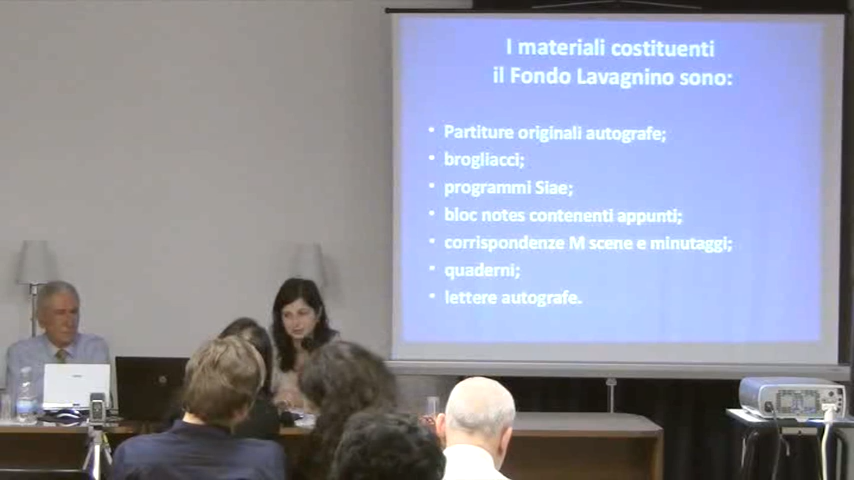 I materiali costituenti
il Fondo Lavagnino sono:
• Partiture originali autografe;
• brogliacci;
• programmi Siae;
• bloc notes contenenti appunti;
• corrispondenze M scene e minutaggi;
• quaderni;
• lettere autografe.